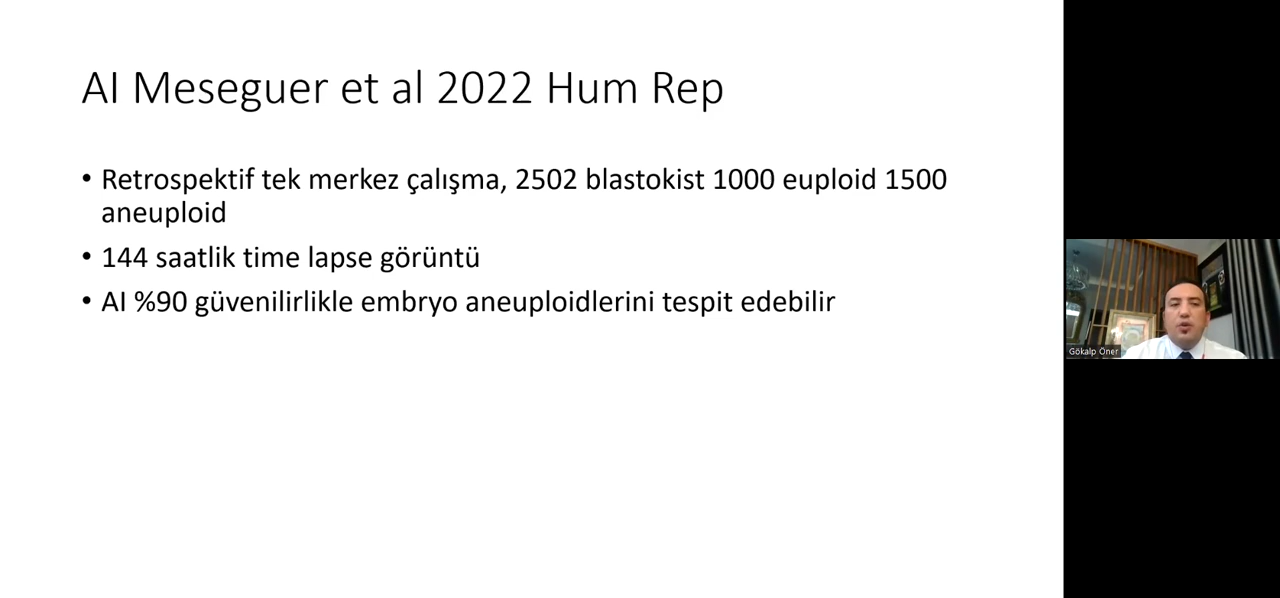 AI Meseguer et al 2022 Hum Rep
• Retrospektif tek merkez çalışma, 2502 blastokist 1000 euploid 1500
aneuploid
• 144 saatlik time lapse görüntü
• AI %90 güvenilirlikle embryo aneuploidlerini tespit edebilir
Gökalp Öner